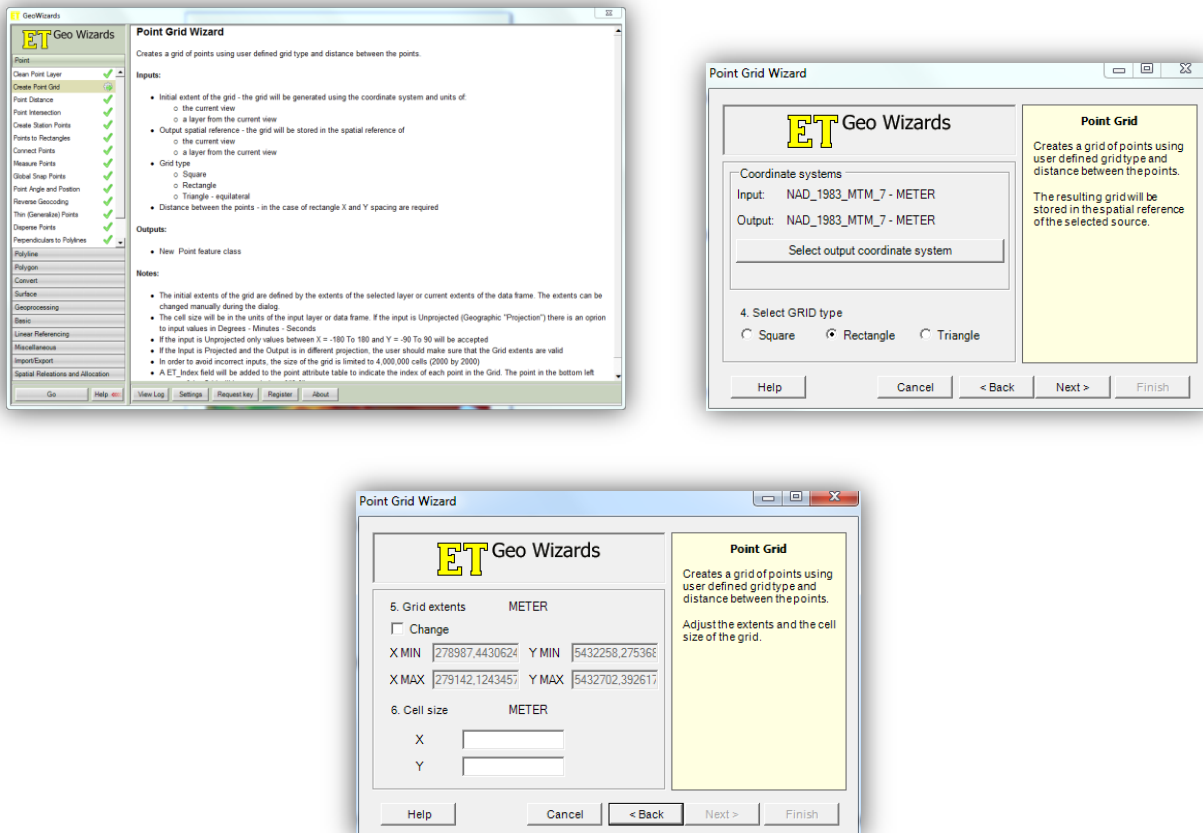 GeoWizards
ET Geo Wizards
Point
Clean Point Layer
Create Point Grid
Point Distance
Point Intersection
Create Station Points
Points to Rectangles
Connect Points
Measure Points
Global Snap Points
Point Angle and Position
Reverse Geocoding
Thin (Generalize) Points
Disperse Points
Perpendiculars to Polylines
Polyline
Polygon
Convert
Surface
Geoprocessing
Basic
Linear Referencing
Miscellaneous
Import/Export
Spatial Releations and Allocation
Go
Help
Point Grid Wizard
Creates a grid of points using user defined grid type and distance between the points.
Inputs:
Initial extent of the grid - the grid will be generated using the coordinate system and units of:
the current view
a layer from the current view
Output spatial reference - the grid will be stored in the spatial reference of
the current view
a layer from the current view
Grid type
Square
Rectangle
Triangle - equilateral
Distance between the points - in the case of rectangle X and Y spacing are required
Outputs:
New Point feature class
Notes:
The initial extents of the grid are defined by the extents of the selected layer or current extents of the data frame. The extents can be
changed manually during the dialog.
The cell size will be in the units of the input layer or data frame. If the input is Unprojected (Geographic "Projection") there is an oprion
to input values in Degrees - Minutes - Seconds
If the input is Unprojected only values between X = -180 To 180 and Y = -90 To 90 will be accepted
If the Input is Projected and the Output is in different projection, the user should make sure that the Grid extents are valid
In order to avoid incorrect inputs, the size of the grid is limited to 4,000,000 cells (2000 by 2000)
A ET_Index field will be added to the point attribute table to indicate the index of each point in the Grid. The point in the bottom left
View Log
Settings
Request key
Register
About
Point Grid Wizard
ET Geo Wizards
Coordinate systems
Input: NAD_1983_MTM_7 - METER
Output: NAD_1983_MTM_7 - METER
Select output coordinate system
4. Select GRID type
Square Rectangle Triangle
Point Grid
Creates a grid of points using
user defined grid type and
distance between the points.
The resulting grid will be
stored in the spatial reference
of the selected source.
Help Cancel < Back Next > Finish
Point Grid Wizard
ET Geo Wizards
5. Grid extents METER
Change
X MIN 278987,4430624 Y MIN 5432258,275368
X MAX 279142,1243457 Y MAX 5432702,392617
6. Cell size METER
X
Y
Point Grid
Creates a grid of points using
user defined grid type and
distance between the points.
Adjust the extents and the cell
size of the grid.
Help Cancel < Back Next > Finish